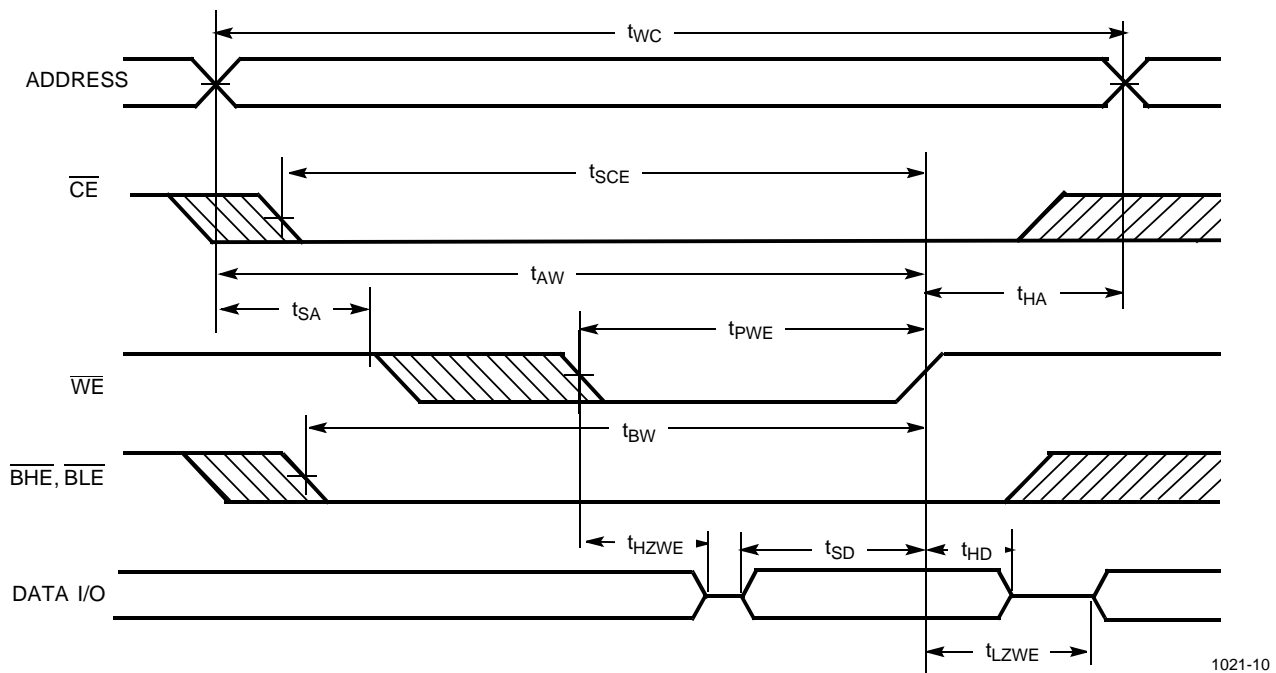 tWC
ADDRESS
tSCE
CE
tAW
tSA
tHA
tPWE
WE
tBW
BHE, BLE
tHZWE
tSD
tHD
DATA I/O
tLZWE
1021-10